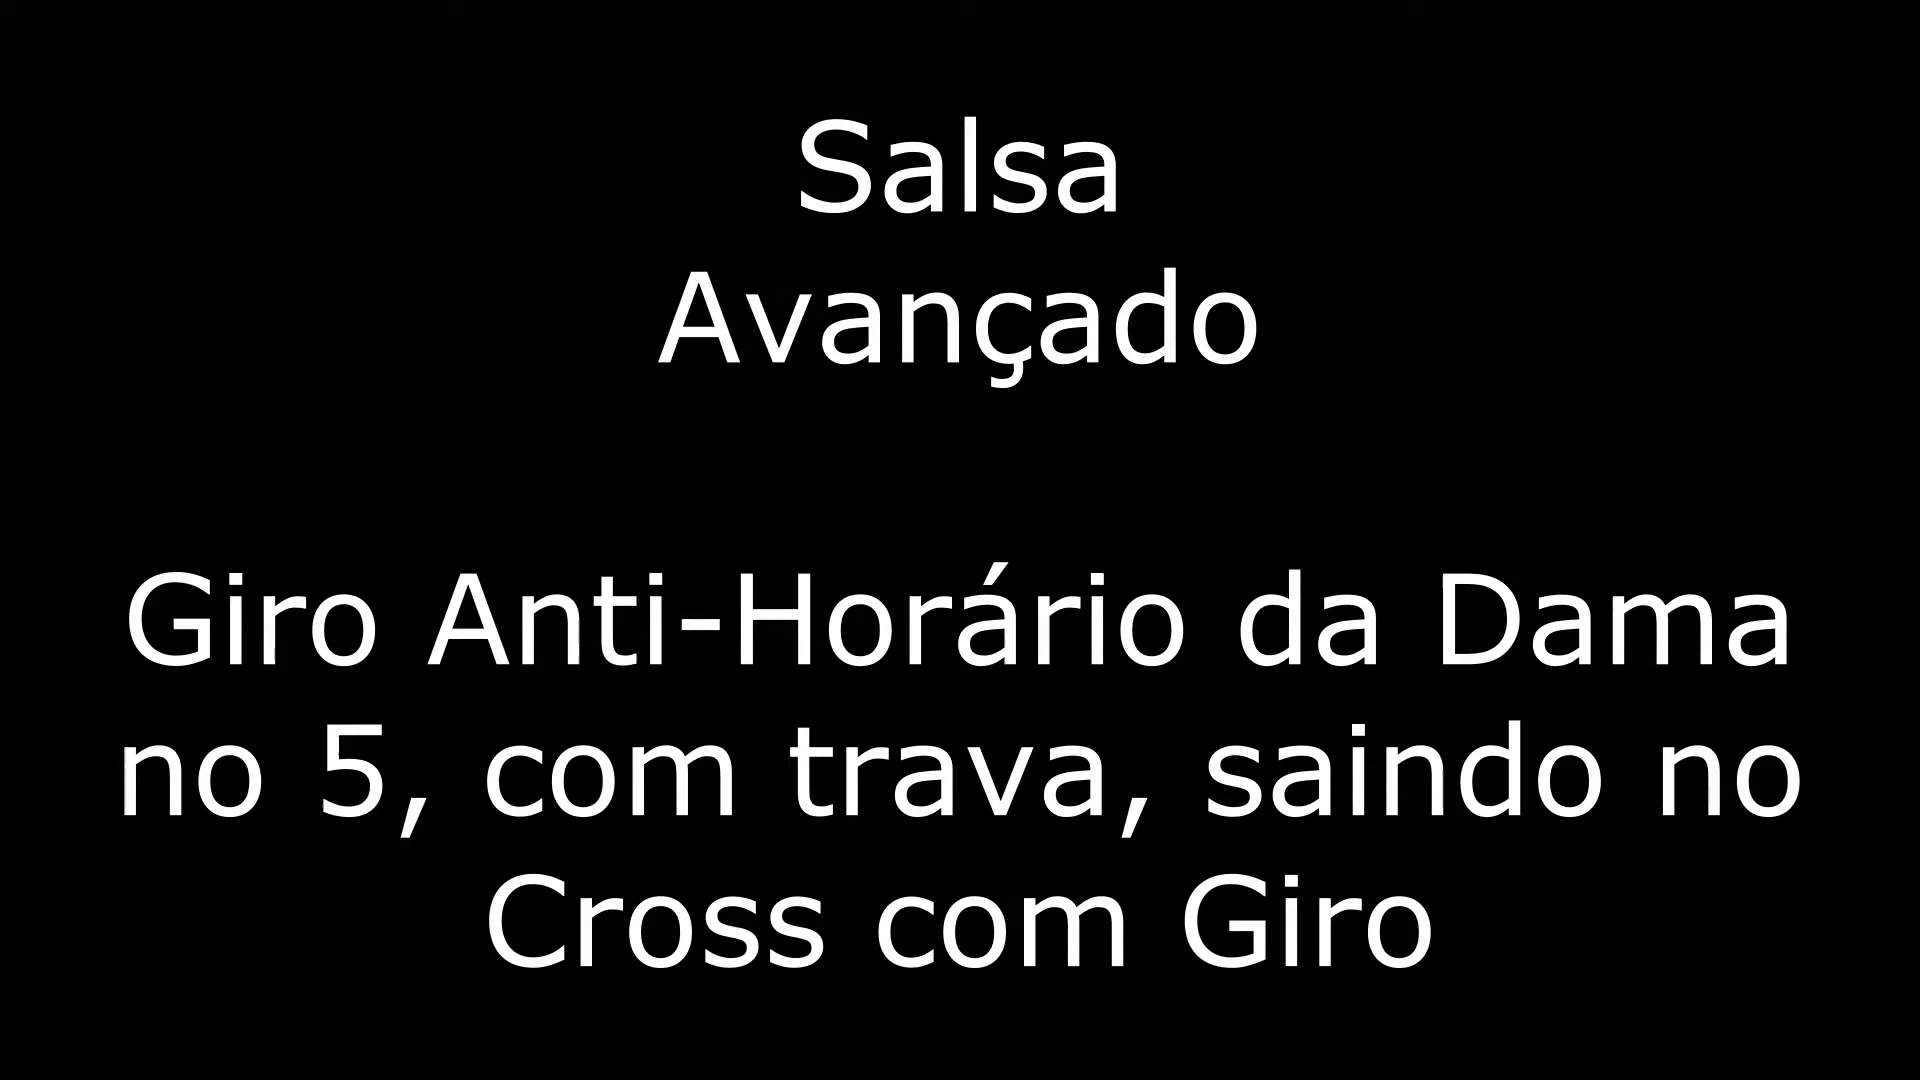 Salsa
Avançado
Giro Anti-Horário da Dama
no 5, com trava, saindo no
Cross com Giro